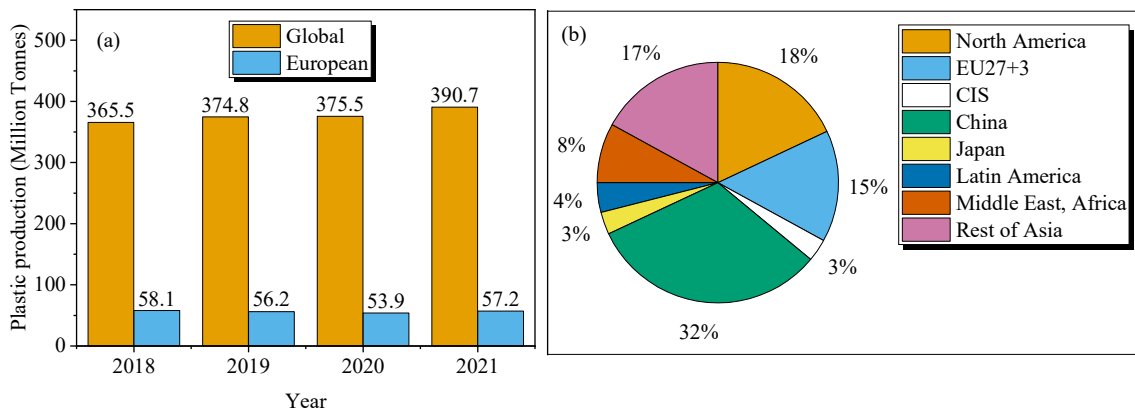 (a)
Global
European
Plastic production (Million Tonnes)
500
400
300
200
100
0
365.5
374.8
375.5
390.7
58.1
56.2
53.9
57.2
2018
2019
2020
2021
Year
(b)
17%
18%
8%
15%
4%
3%
3%
32%
North America
EU27+3
CIS
China
Japan
Latin America
Middle East, Africa
Rest of Asia